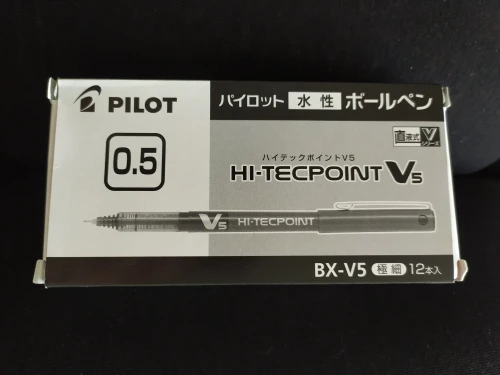 PILOT
パイロット 水性 ボールペン
0.5
直液式 Vシリーズ
ハイテックポイントV5
HI-TECPOINT V5
V5 HI-TECPOINT
BX-V5 極細 12本入